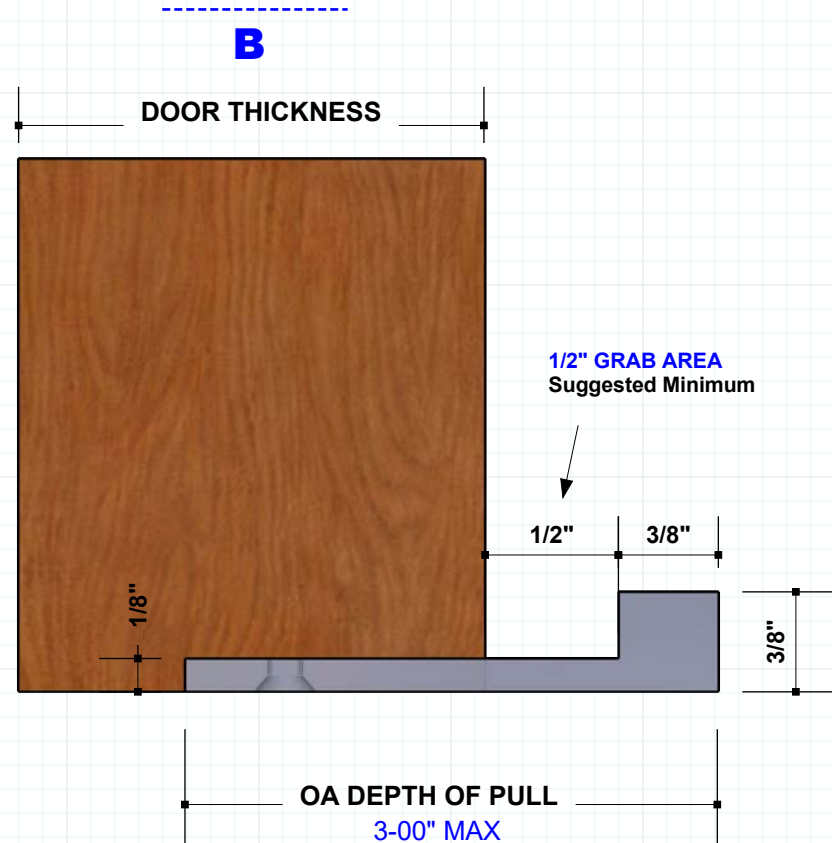 B
DOOR THICKNESS
1/2" GRAB AREA
Suggested Minimum
1/2"
3/8"
1/8"
3/8"
OA DEPTH OF PULL
3-00" MAX